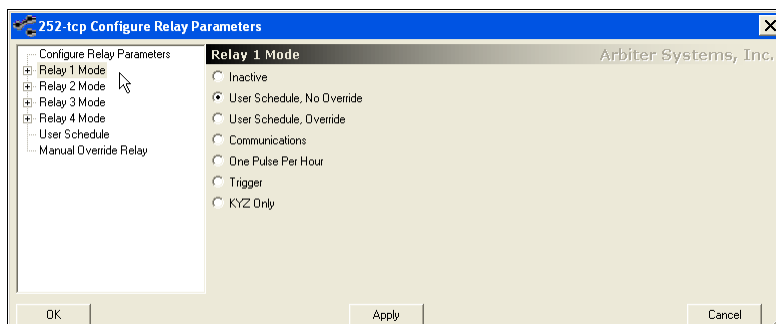 252-tcp Configure Relay Parameters
Configure Relay Parameters
Relay 1 Mode
Relay 2 Mode
Relay 3 Mode
Relay 4 Mode
User Schedule
Manual Override Relay
Relay 1 Mode
Arbiter Systems, Inc.
Inactive
User Schedule, No Override
User Schedule, Override
Communications
One Pulse Per Hour
Trigger
KYZ Only
OK
Apply
Cancel